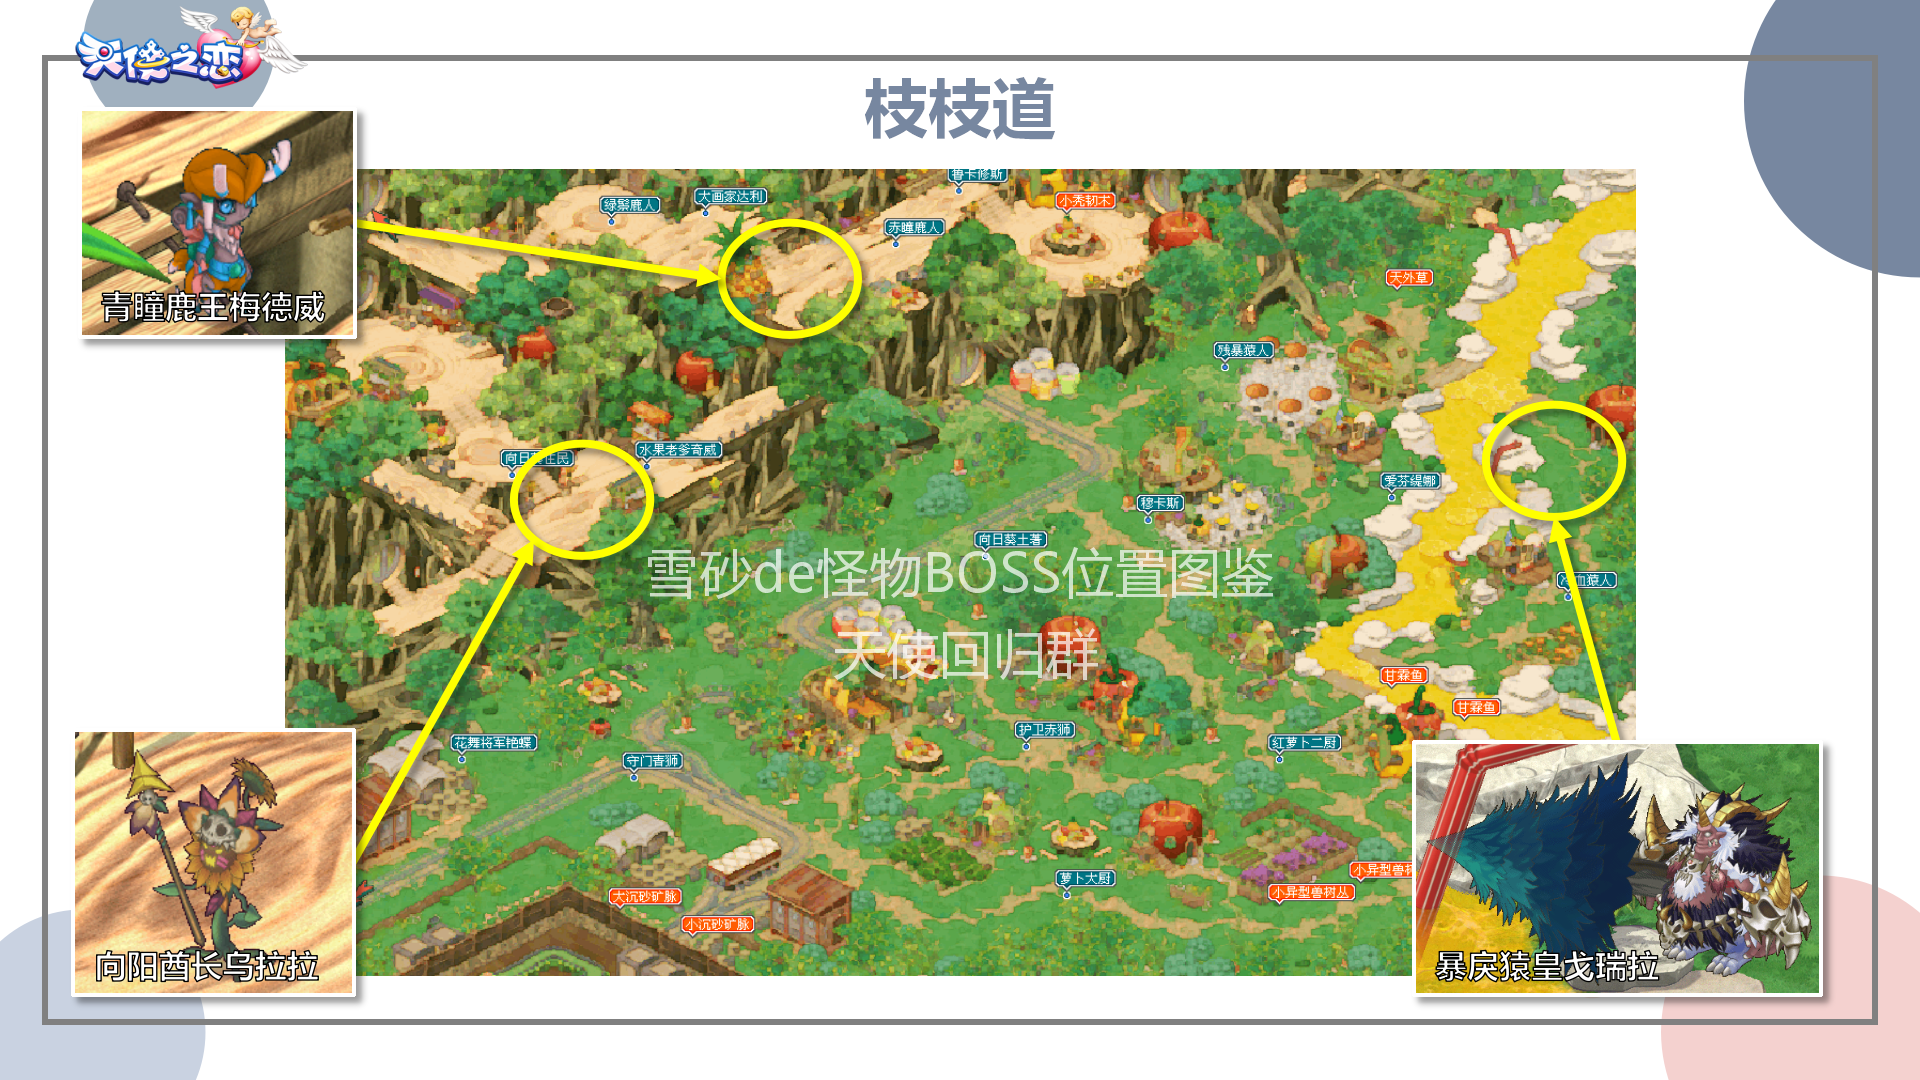 天使之恋
枝枝道
青瞳鹿王梅德威
鲁卡修斯
大画家达利
小秃韧术
绿鬃鹿人
赤瞳鹿人
天外草
残暴猿人
水果老爹奇威
向日葵住民
爱芬缇娜
穆卡斯
向日葵土著
雪砂de怪物BOSS位置图鉴
冷血猿人
天使回归群
甘霖鱼
甘霖鱼
护卫赤狮
花舞将军艳蝶
红萝卜二厨
守门青狮
小异型兽树
萝卜大厨
小异型兽树丛
大沉砂矿脉
小沉砂矿脉
向阳酋长乌拉拉
暴戾猿皇戈瑞拉